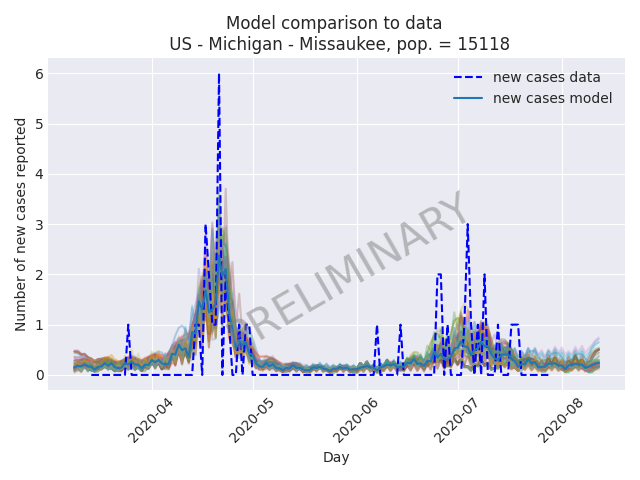 Model comparison to data
US - Michigan - Missaukee, pop. = 15118
new cases data
new cases model
PRELIMINARY
Number of new cases reported
6
5
4
3
2
1
0
2020-04
2020-05
2020-06
2020-07
2020-08
Day